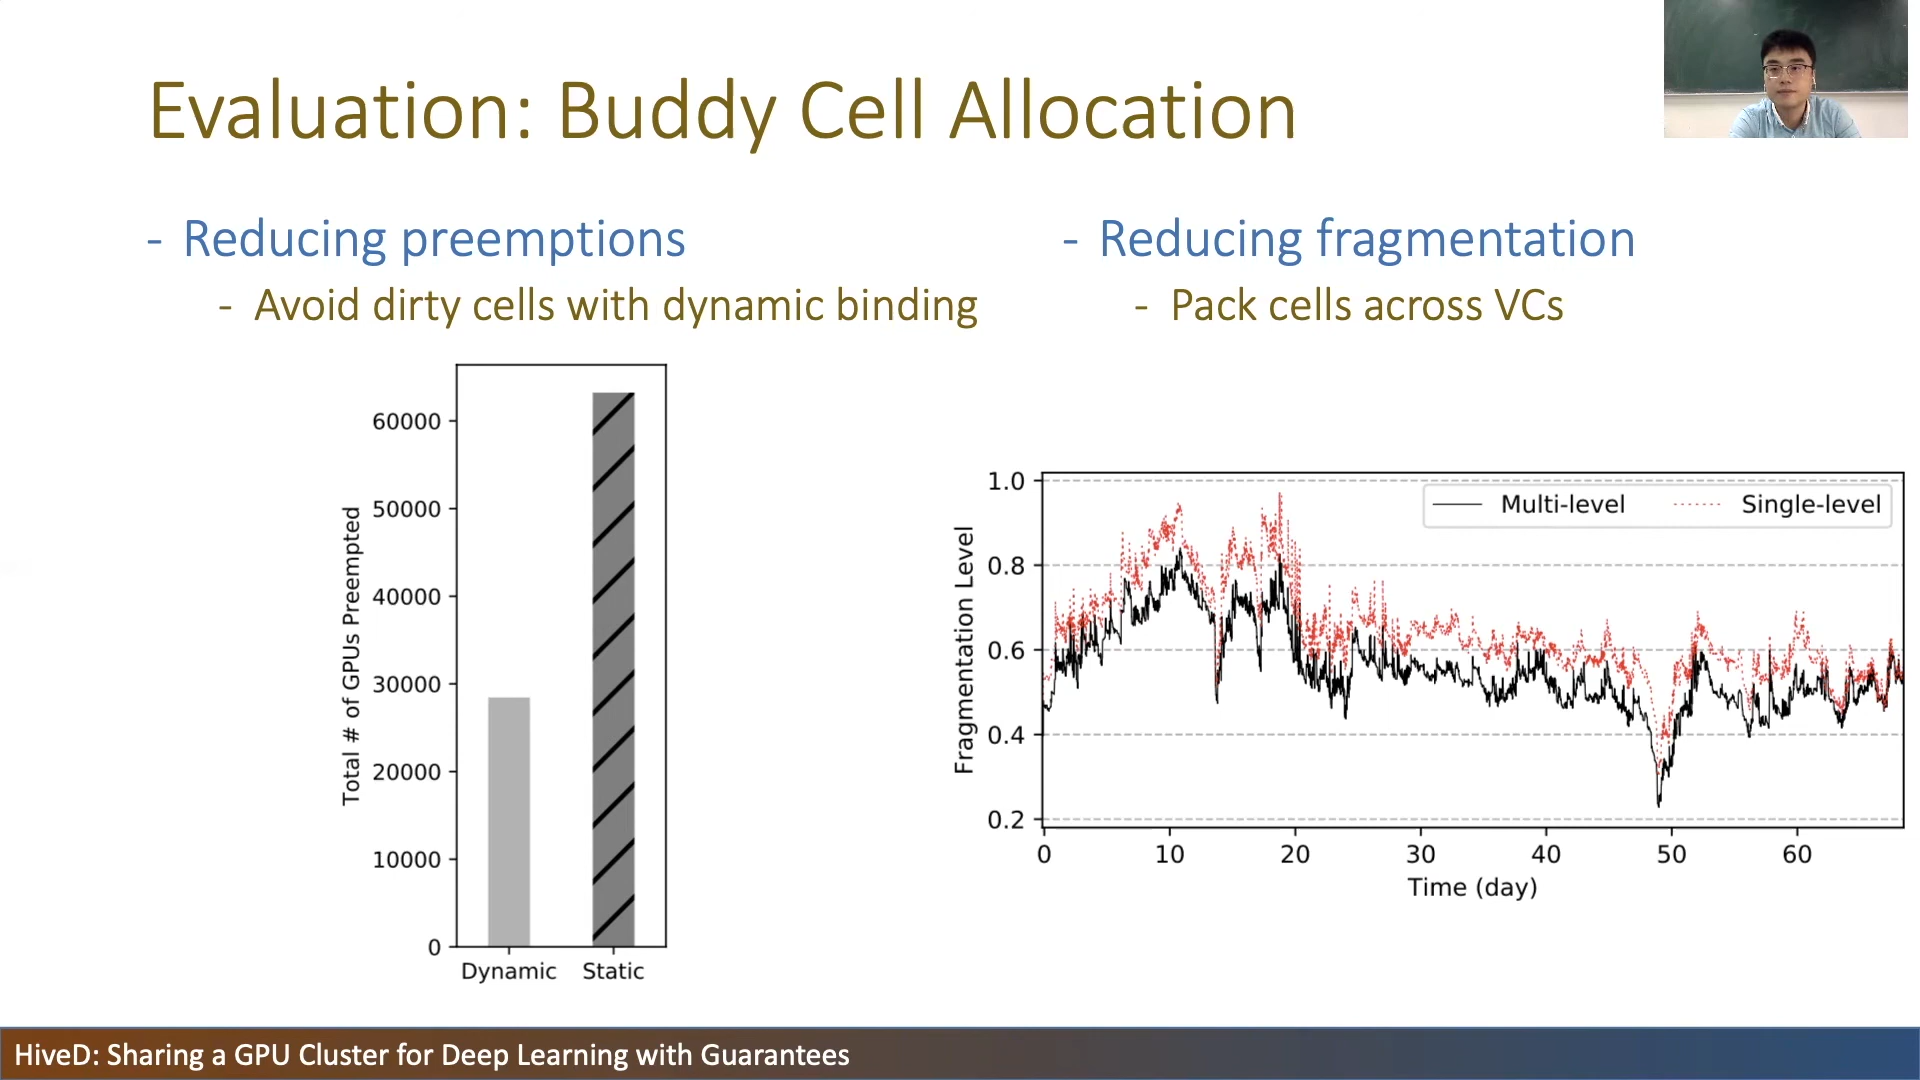 Evaluation: Buddy Cell Allocation
- Reducing preemptions
- Avoid dirty cells with dynamic binding
- Reducing fragmentation
- Pack cells across VCs
Total # of GPUs Preempted
60000
50000
40000
30000
20000
10000
0
Dynamic Static
Fragmentation Level
1.0
0.8
0.6
0.4
0.2
Multi-level Single-level
0 10 20 30 40 50 60
Time (day)
HiveD: Sharing a GPU Cluster for Deep Learning with Guarantees